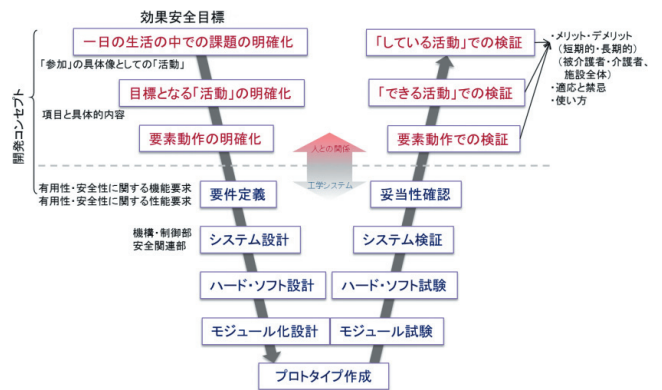 効果安全目標
一日の生活の中での課題の明確化
「参加」の具体像としての「活動」
目標となる「活動」の明確化
項目と具体的内容
要素動作の明確化
開発コンセプト
「している活動」での検証
「できる活動」での検証
要素動作での検証
・メリット・デメリット
（短期的・長期的）
（被介護者・介護者、
施設全体）
・適応と禁忌
・使い方
人との関係
工学システム
有用性・安全性に関する機能要求
有用性・安全性に関する性能要求
要件定義
妥当性確認
機構・制御部
安全関連部
システム設計
システム検証
ハード・ソフト設計
ハード・ソフト試験
モジュール化設計
モジュール試験
プロトタイプ作成